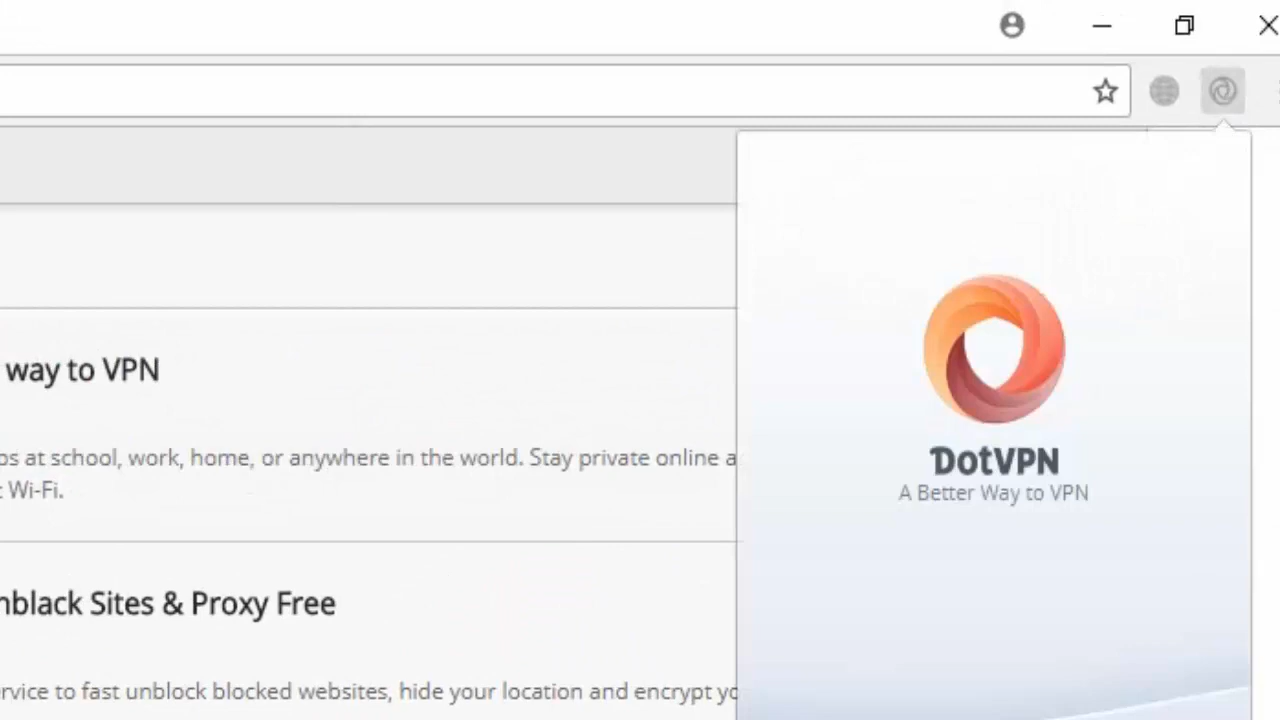 way to VPN
os at school, work, home, or anywhere in the world. Stay private online a
Wi-Fi.
nblack Sites & Proxy Free
rvice to fast unblock blocked websites, hide your location and encrypt yo
DotVPN
A Better Way to VPN